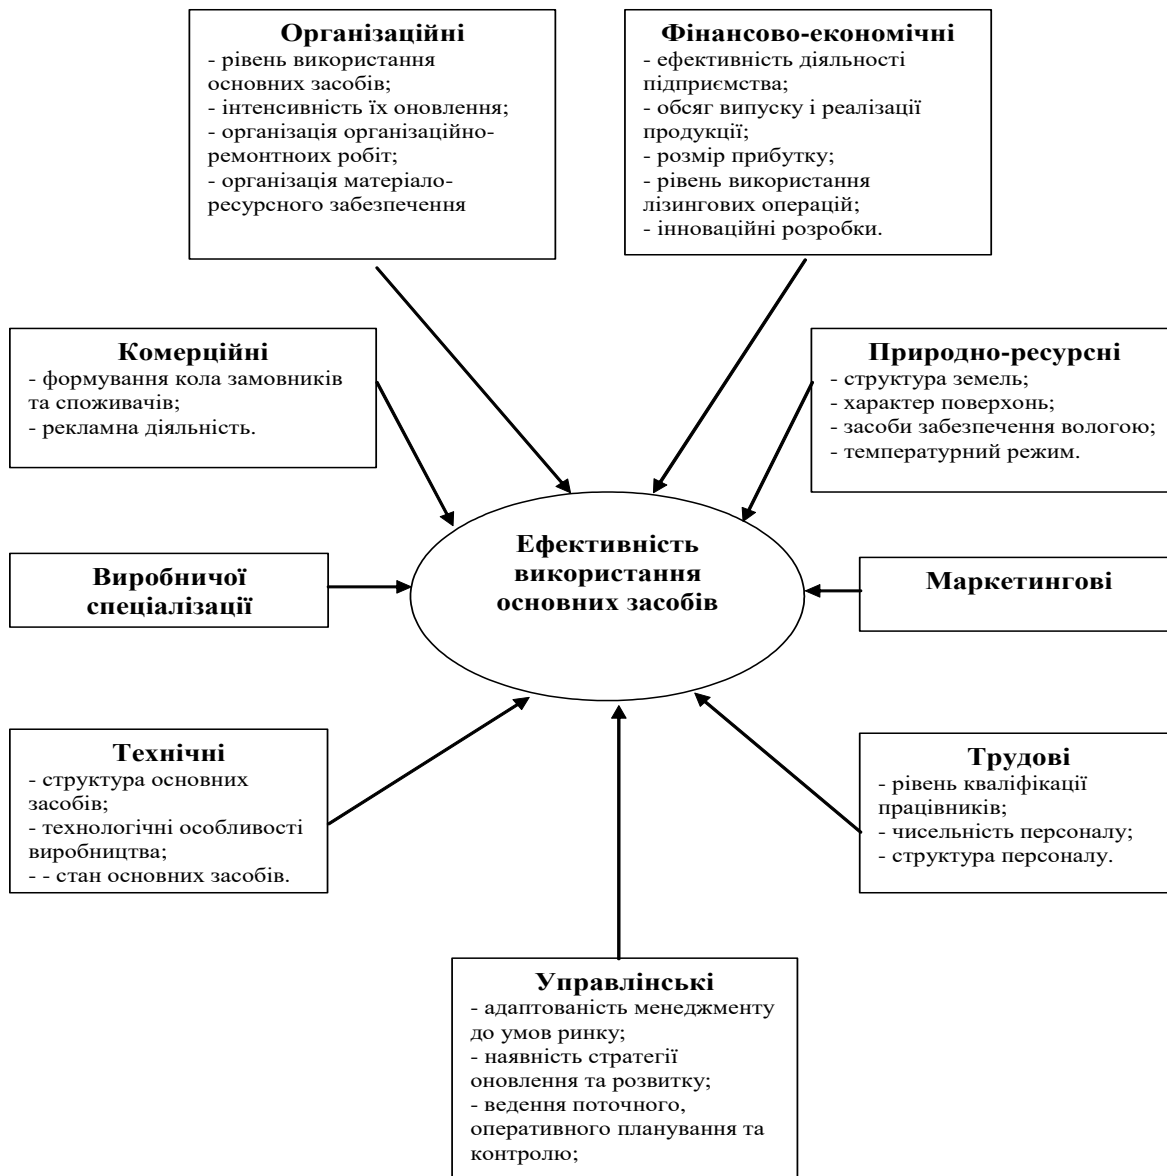 Організаційні
- рівень використання
основних засобів;
- інтенсивність їх оновлення;
- організація організаційно-
ремонтноих робіт;
- організація матеріало-
ресурсного забезпечення
Фінансово-економічні
- ефективність діяльності
підприємства;
- обсяг випуску і реалізації
продукції;
- розмір прибутку;
- рівень використання
лізингових операцій;
- інноваційні розробки.
Комерційні
- формування кола замовників
та споживачів;
- рекламна діяльність.
Природно-ресурсні
- структура земель;
- характер поверхонь;
- засоби забезпечення вологою;
- температурний режим.
Виробничої
спеціалізації
Ефективність
використання
основних засобів
Маркетингові
Технічні
- структура основних
засобів;
- технологічні особливості
виробництва;
- - стан основних засобів.
Трудові
- рівень кваліфікації
працівників;
- чисельність персоналу;
- структура персоналу.
Управлінські
- адаптованість менеджменту
до умов ринку;
- наявність стратегії
оновлення та розвитку;
- ведення поточного,
оперативного планування та
контролю;